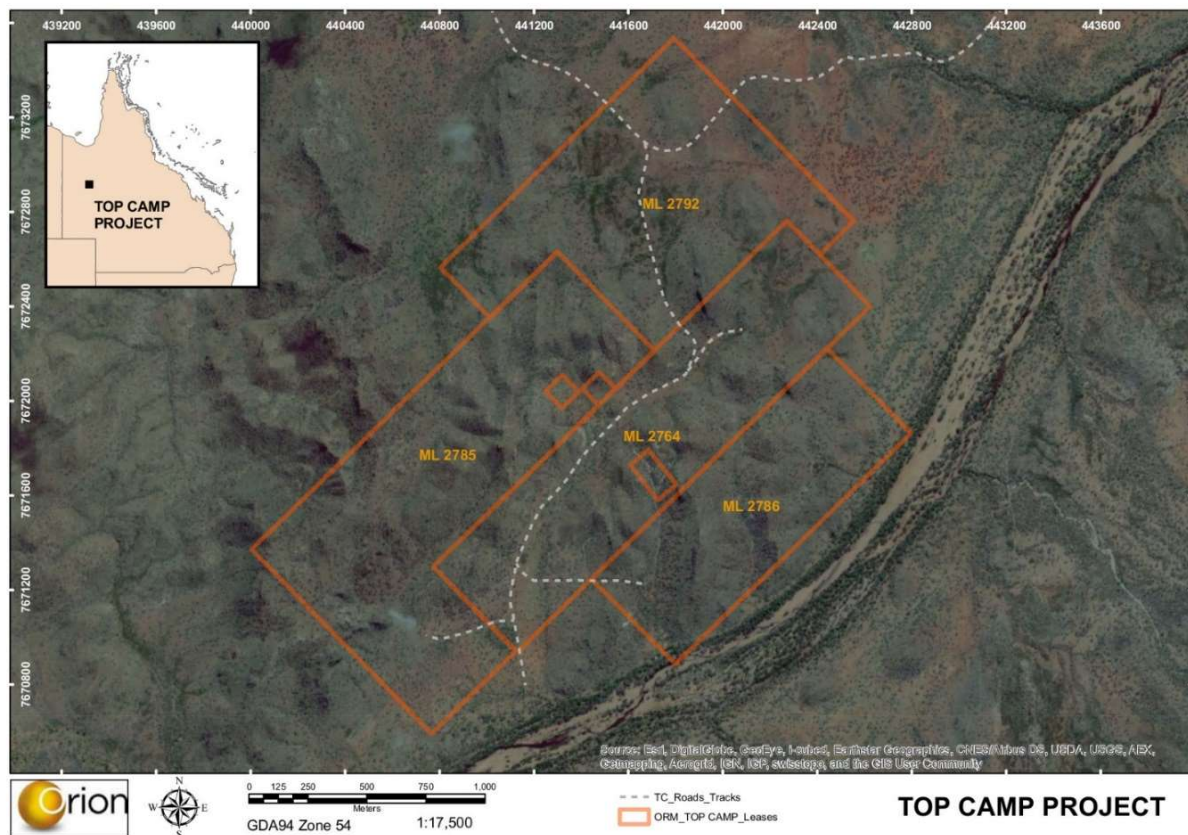 439200 439600 440000 440400 440800 441200 441600 442000 442400 442800 443200 443600
TOP CAMP
PROJECT
7673200
7672800
7672400
7672000
7671600
7671200
7670800
ML 2792
ML 2764
ML 2785
ML 2786
Source: Esri, DigitalGlobe, GeoEye, i-cubed, Earthstar Geographics, CNES/Airbus DS, USDA, USGS, AEX,
Getmapping, Aerogrid, IGN, IGP, swisstopo, and the GIS User Community
Orion
N
W E
S
0 125 250 500 750 1,000
Meters
GDA94 Zone 54 1:17,500
TC_Roads_Tracks
ORM_TOP CAMP_Leases
TOP CAMP PROJECT